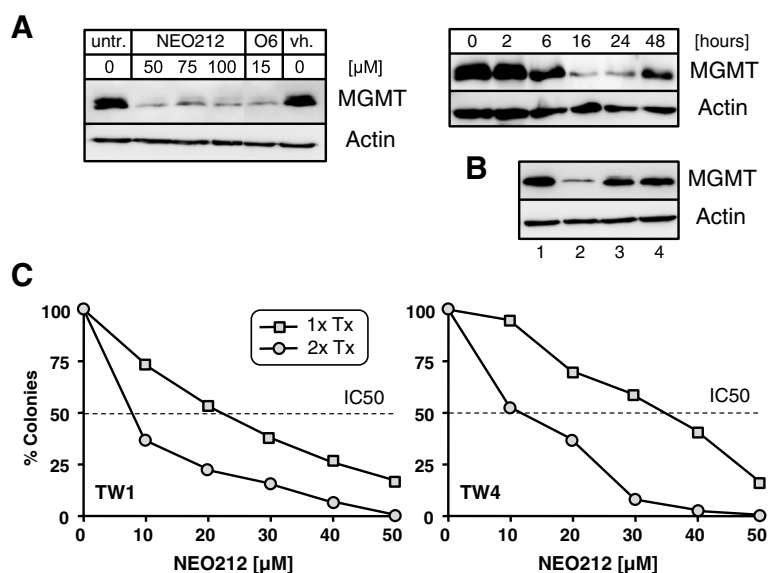 A
untr. NEO212 O6 vh.
0 50 75 100 15 0 [µM]
MGMT
Actin
0 2 6 16 24 48 [hours]
MGMT
Actin
B
MGMT
Actin
1 2 3 4
C
% Colonies
100
75
50
25
0
1x Tx
2x Tx
IC50
TW1
0 10 20 30 40 50
NEO212 [µM]
100
75
50
25
0
IC50
TW4
0 10 20 30 40 50
NEO212 [µM]